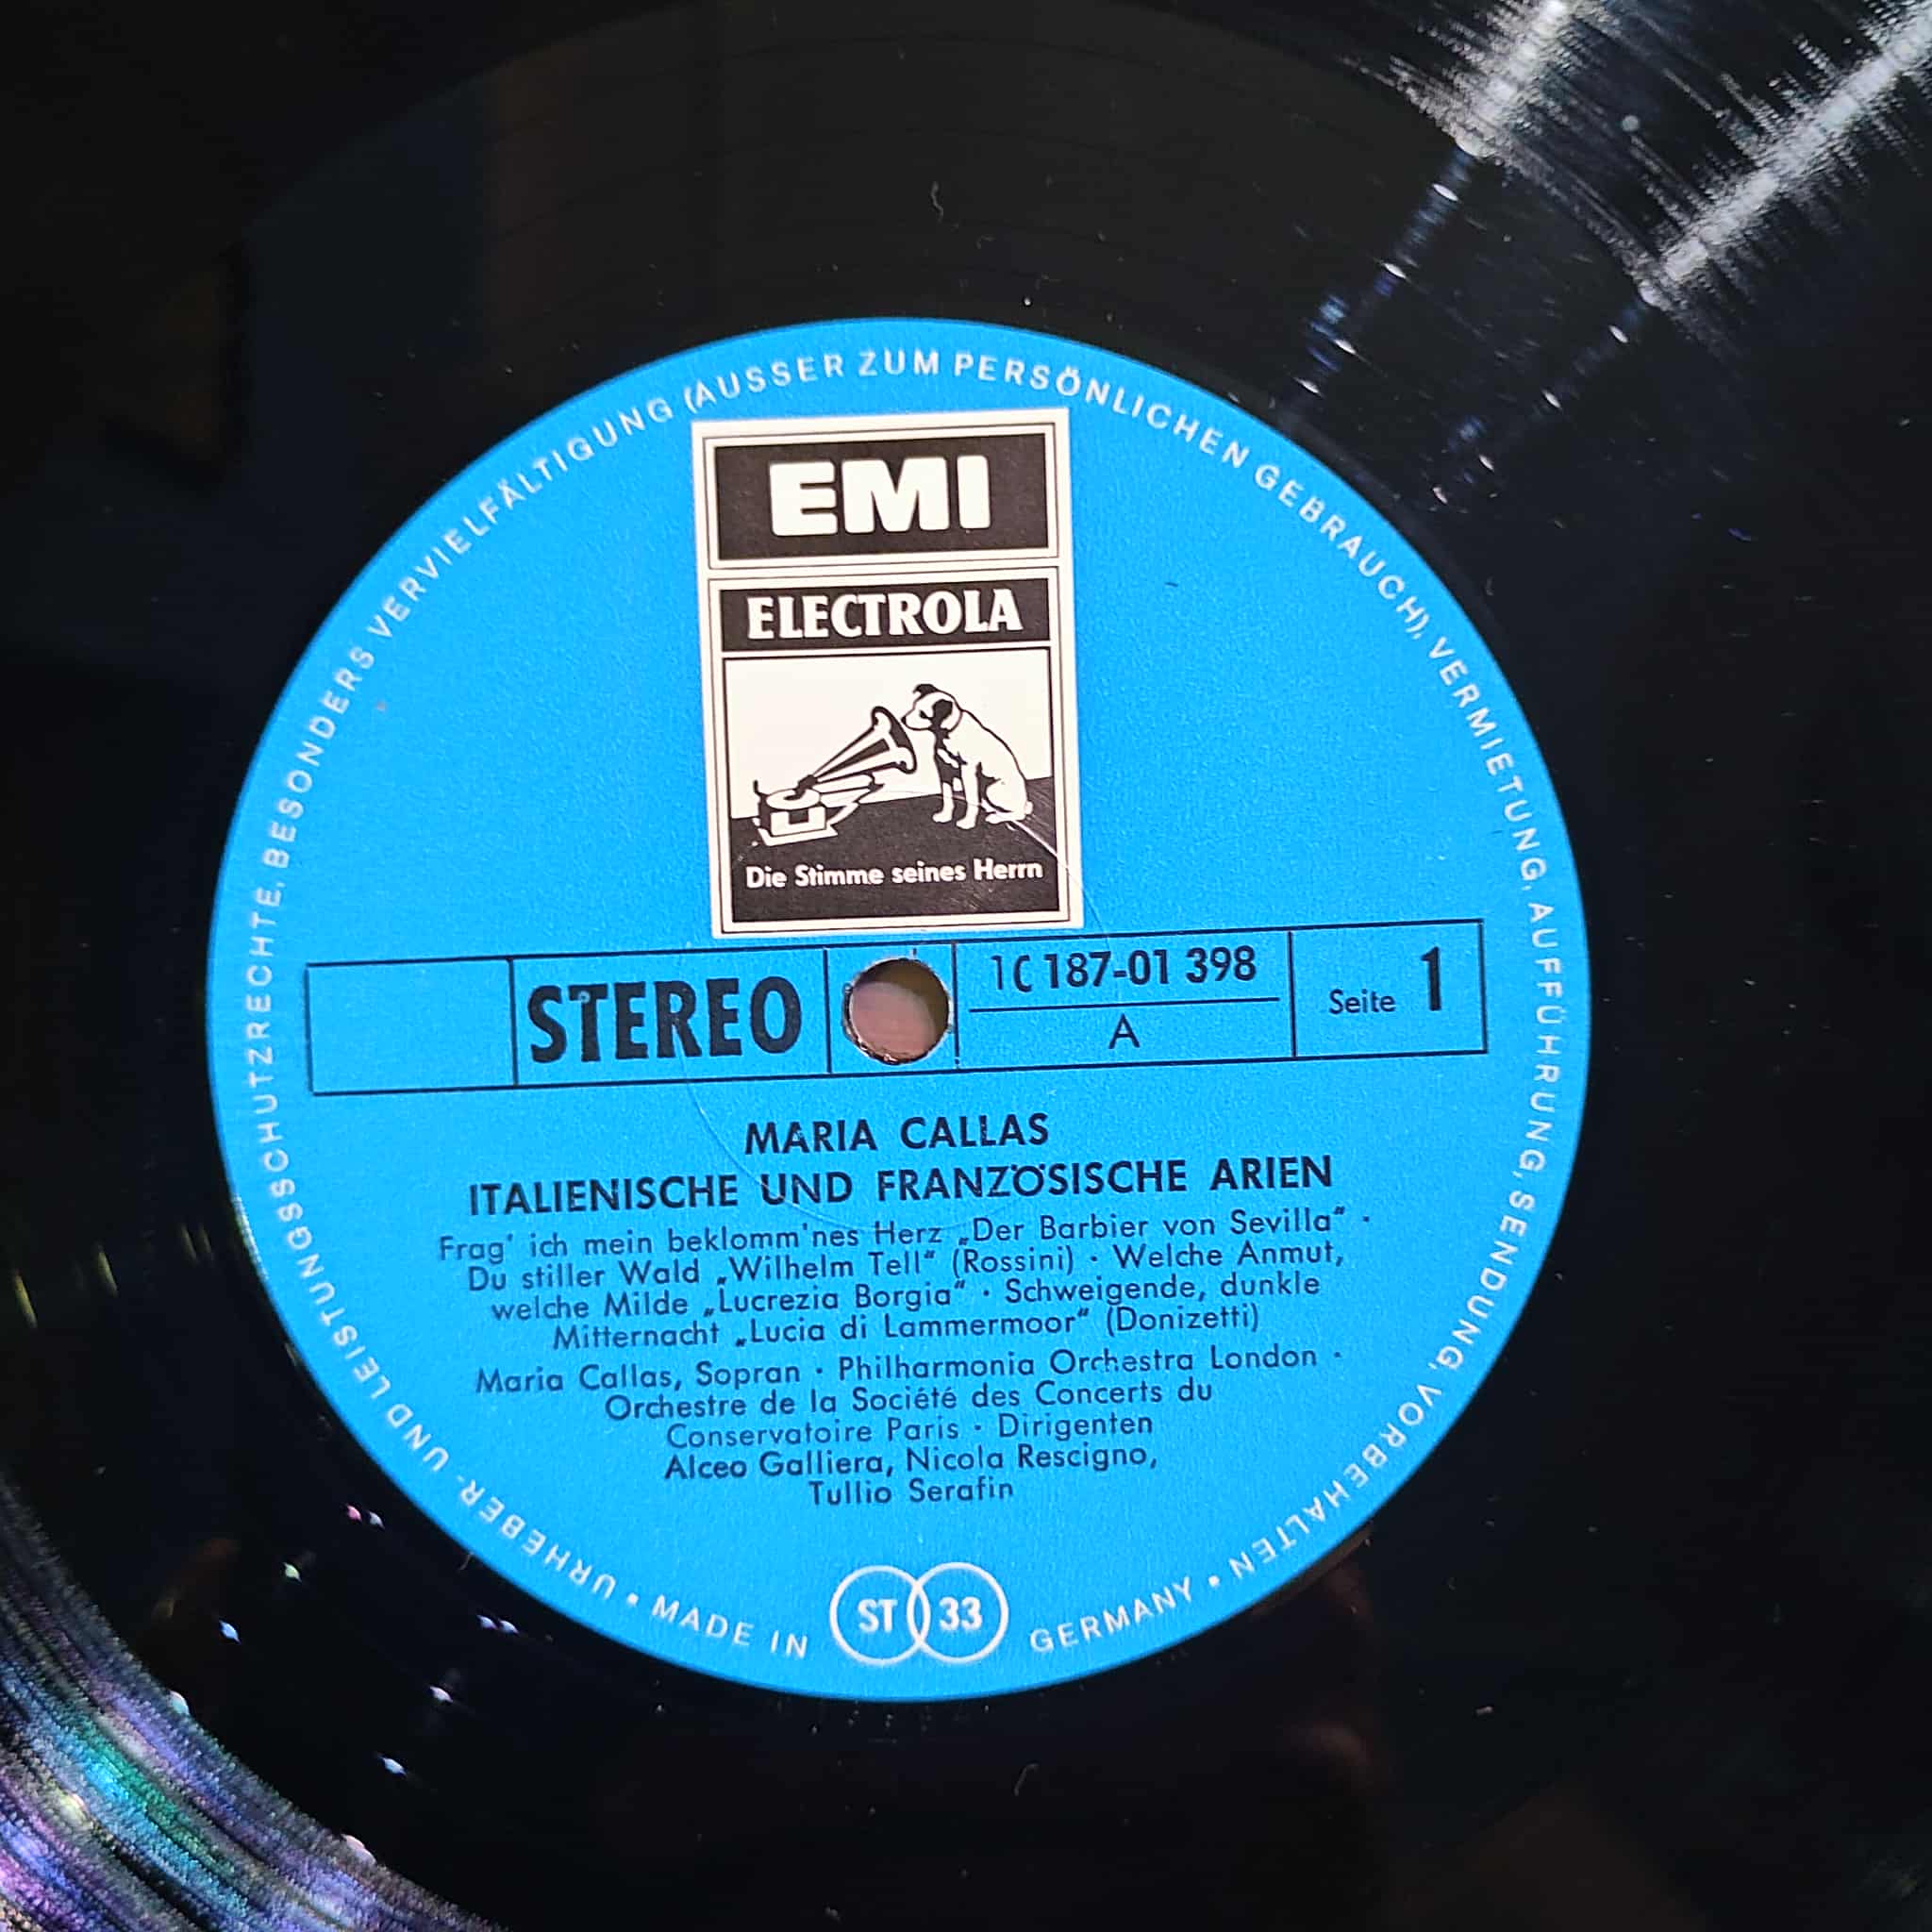 EMI
ELECTROLA
Die Stimme seines Herrn
STEREO
1C 187-01 398
A
Seite 1
MARIA CALLAS
ITALIENISCHE UND FRANZÖSISCHE ARIEN
Frag' ich mein beklomm'nes Herz „Der Barbier von Sevilla“ ·
Du stiller Wald „Wilhelm Tell“ (Rossini) · Welche Anmut,
welche Milde „Lucrezia Borgia“ · Schweigende, dunkle
Mitternacht „Lucia di Lammermoor“ (Donizetti)
Maria Callas, Sopran · Philharmonia Orchestra London ·
Orchestre de la Société des Concerts du
Conservatoire Paris · Dirigenten
Alceo Galliera, Nicola Rescigno,
Tullio Serafin
URHEBER- UND LEISTUNGSSCHUTZRECHTE, BESONDERS VERVIELFÄLTIGUNG (AUSSER ZUM PERSÖNLICHEN GEBRAUCH), VERMIETUNG, AUFFÜHRUNG, SENDUNG, VORBEHALTEN •
• MADE IN ST 33 GERMANY